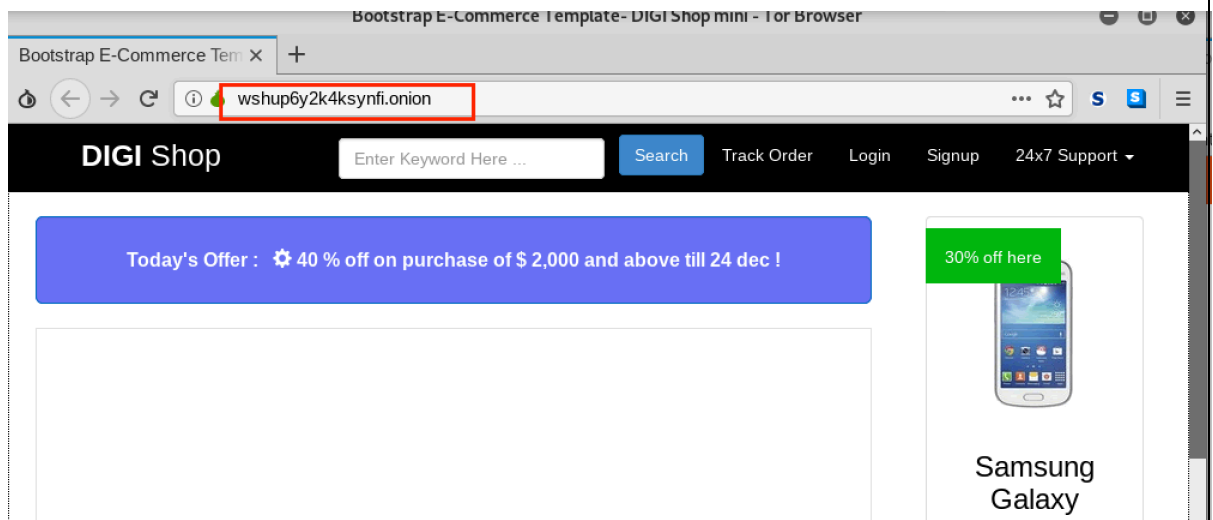 Bootstrap E-Commerce Template- DIGI Shop mini - Tor Browser
Bootstrap E-Commerce Tem
wshup6y2k4ksynfi.onion
DIGI Shop
Enter Keyword Here ...
Search
Track Order
Login
Signup
24x7 Support
Today's Offer : 40 % off on purchase of $ 2,000 and above till 24 dec !
30% off here
Samsung
Galaxy